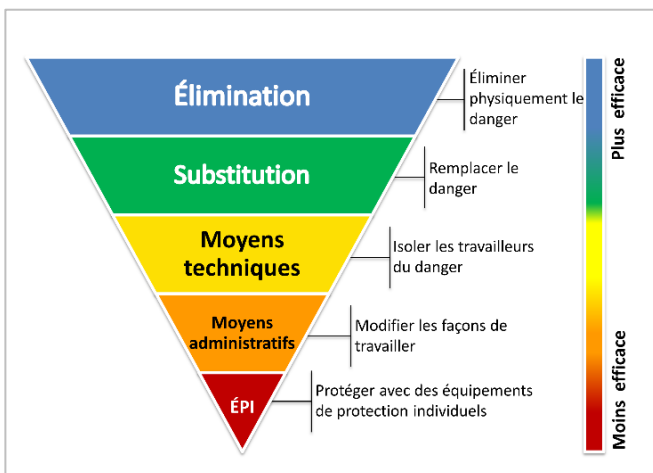 Élimination
Éliminer
physiquement le
danger
Substitution
Remplacer le
danger
Moyens
techniques
Isoler les travailleurs
du danger
Moyens
administratifs
Modifier les façons de
travailler
ÉPI
Protéger avec des équipements
de protection individuels
Plus efficace
Moins efficace